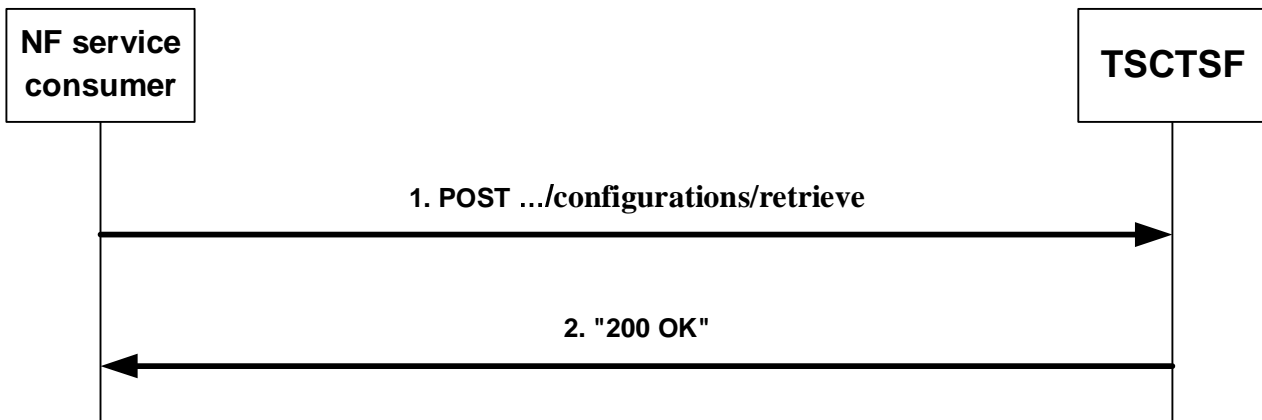 NF service
consumer
TSCTSF
1. POST .../configurations/retrieve
2. "200 OK"